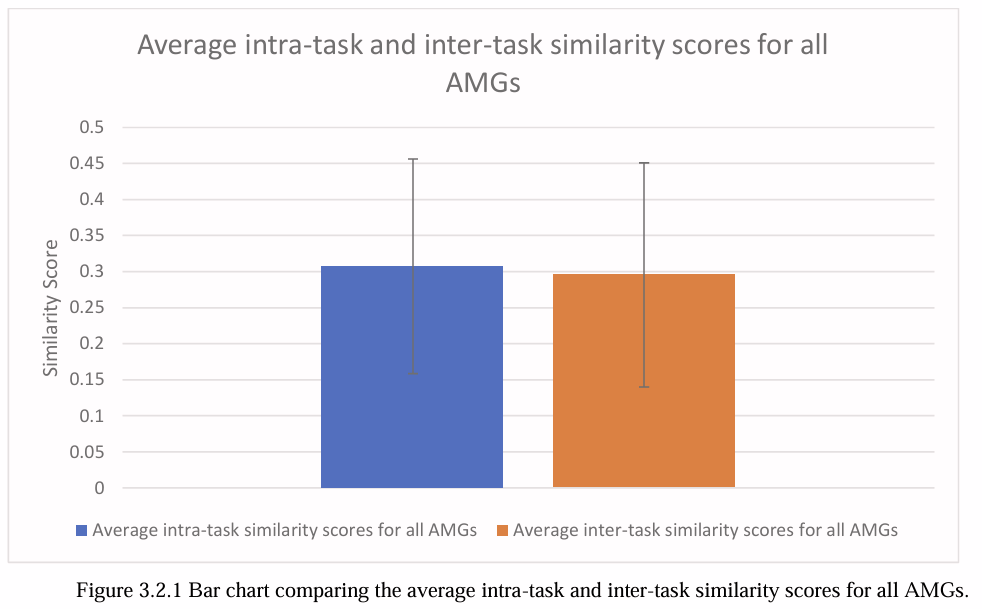 Average intra-task and inter-task similarity scores for all
AMGs
0.5
0.45
0.4
0.35
0.3
0.25
0.2
0.15
0.1
0.05
0
Similarity Score
Average intra-task similarity scores for all AMGs
Average inter-task similarity scores for all AMGs
Figure 3.2.1 Bar chart comparing the average intra-task and inter-task similarity scores for all AMGs.